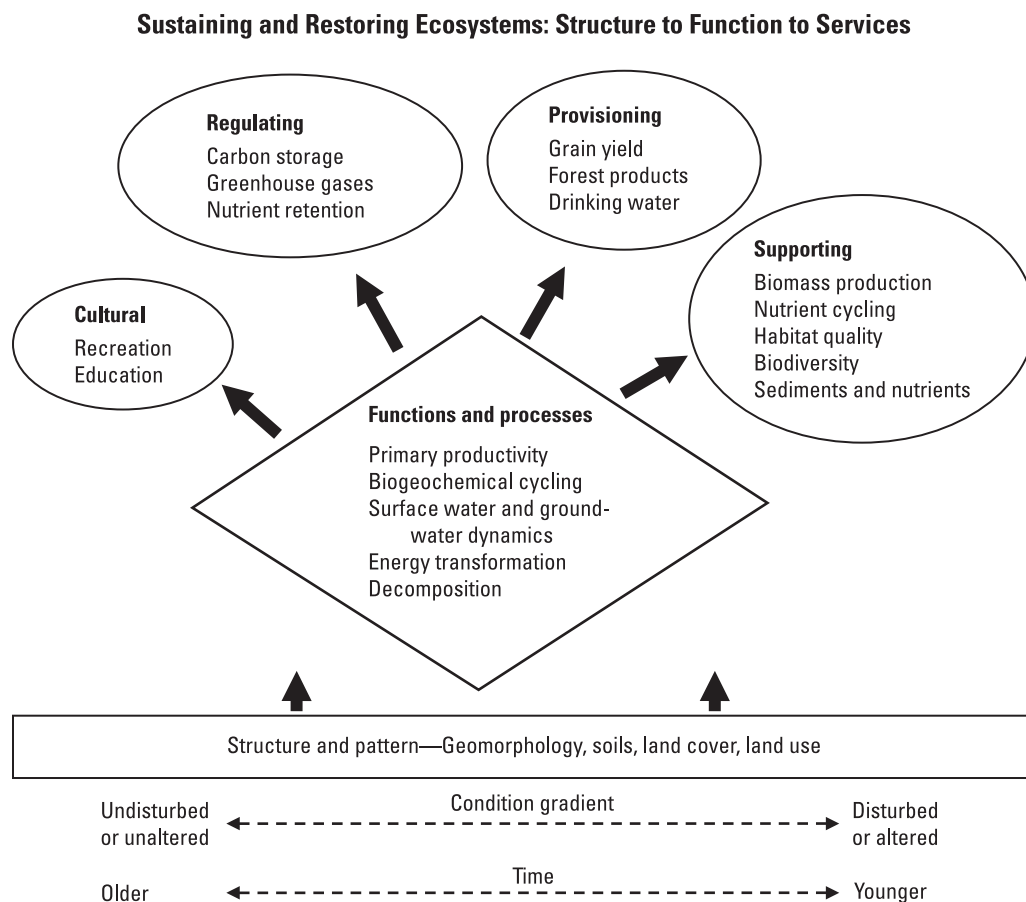 Sustaining and Restoring Ecosystems: Structure to Function to Services
Regulating
Carbon storage
Greenhouse gases
Nutrient retention
Provisioning
Grain yield
Forest products
Drinking water
Supporting
Biomass production
Nutrient cycling
Habitat quality
Biodiversity
Sediments and nutrients
Cultural
Recreation
Education
Functions and processes
Primary productivity
Biogeochemical cycling
Surface water and ground-
water dynamics
Energy transformation
Decomposition
Structure and pattern—Geomorphology, soils, land cover, land use
Undisturbed
or unaltered
Condition gradient
Disturbed
or altered
Older
Time
Younger